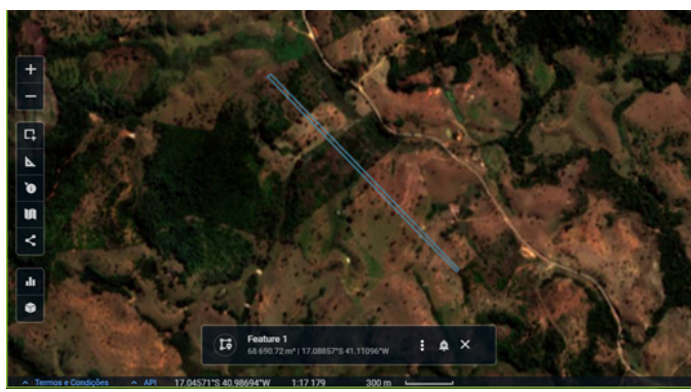 Feature 1
68 690.72 m² | 17.08857°S 41.11096°W
Termos e Condições API 17.04571°S 40.98694°W 1:17 179 300 m